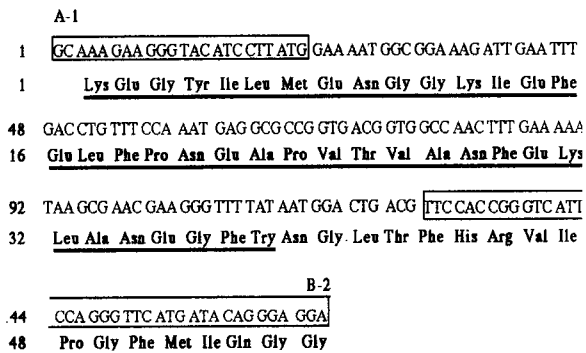 A-1
1 GC AAA GAA GGG TAC ATC CTT ATG GAA AAT GGC GGA AAG ATT GAA TTT
1 Lys Glu Gly Tyr Ile Leu Met Glu Asn Gly Gly Lys Ile Glu Phe
48 GAC CTG TTT CCA AAT GAG GCG CCG GTG ACG GTG GCC AAC TTT GAA AAA
16 Glu Leu Phe Pro Asn Glu Ala Pro Val Thr Val Ala Asn Phe Glu Lys
92 TAA GCG AAC GAA GGG TTT TAT AAT GGA CTG ACG TTC CAC CGG GTC ATT
32 Leu Ala Asn Glu Gly Phe Try Asn Gly Leu Thr Phe His Arg Val Ile
B-2
.44 CCA GGG TTC ATG ATA CAG GGA GGA
48 Pro Gly Phe Met Ile Gln Gly Gly